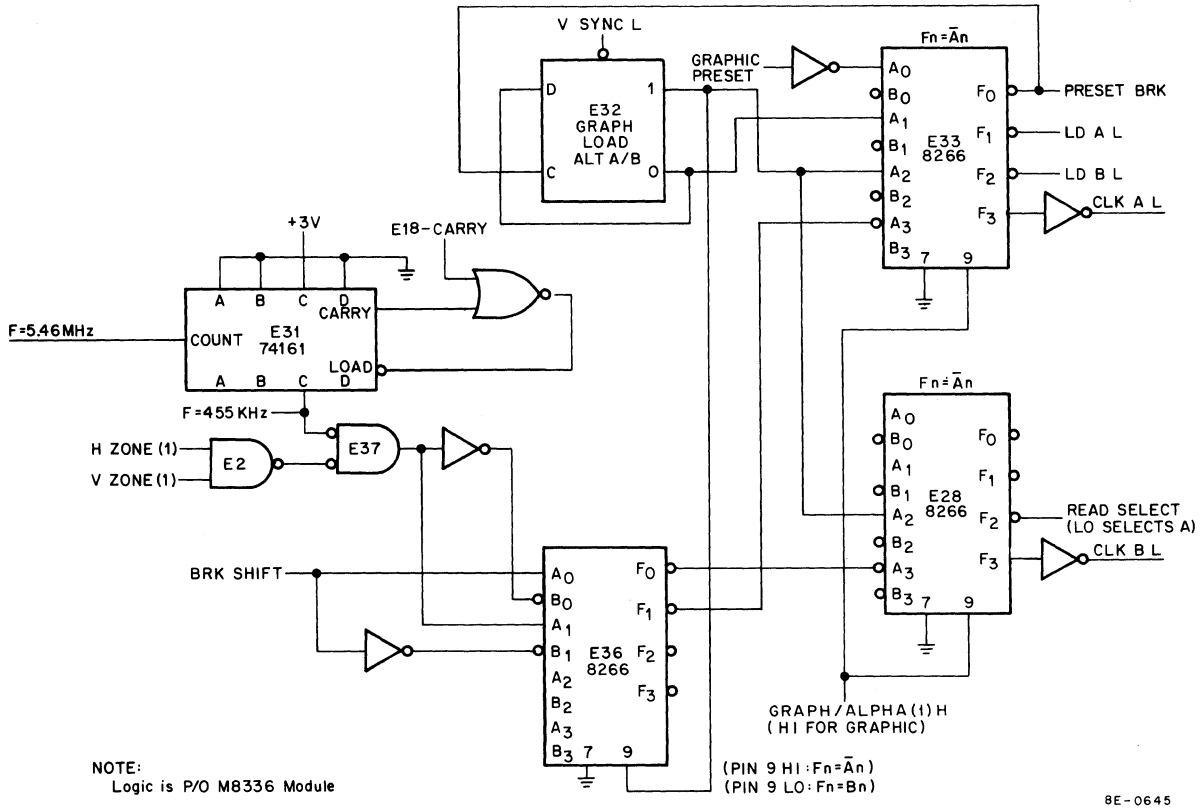 V SYNC L
Fn=Ān
GRAPHIC
PRESET
D
1
E32
GRAPH
LOAD
ALT A/B
C
0
A0
B0
A1
B1
A2
B2
A3
B3
E33
8266
F0
F1
F2
F3
7
9
PRESET BRK
LD A L
LD B L
CLK A L
+3V
E18-CARRY
A
B
C
D
CARRY
F=5.46MHz
COUNT
E31
74161
LOAD
A
B
C
D
F=455KHz
H ZONE(1)
V ZONE(1)
E2
E37
Fn=Ān
A0
B0
A1
B1
A2
B2
A3
B3
E28
8266
F0
F1
F2
F3
7
9
READ SELECT
(LO SELECTS A)
CLK B L
BRK SHIFT
A0
B0
A1
B1
A2
B2
A3
B3
E36
8266
F0
F1
F2
F3
7
9
GRAPH/ALPHA(1)H
(HI FOR GRAPHIC)
(PIN 9 HI:Fn=Ān)
(PIN 9 LO:Fn=Bn)
NOTE:
Logic is P/O M8336 Module
8E-0645